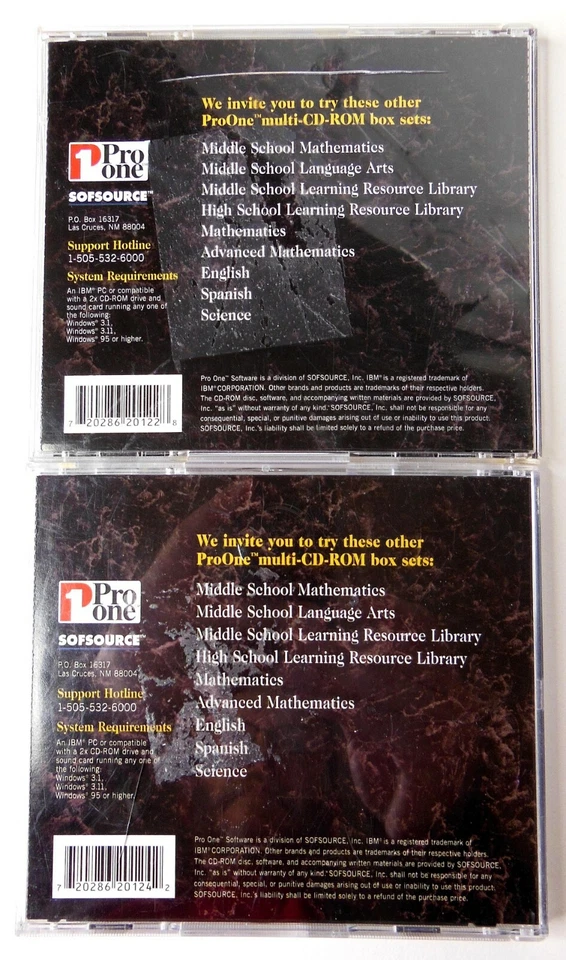 We invite you to try these other
ProOne™multi-CD-ROM box sets:
Middle School Mathematics
Middle School Language Arts
Middle School Learning Resource Library
High School Learning Resource Library
Mathematics
Advanced Mathematics
English
Spanish
Science
1 Pro
one™
SOFSOURCE™
P.O. Box 16317
Las Cruces, NM 88004
Support Hotline
1-505-532-6000
System Requirements
An IBM® PC or compatible
with a 2x CD-ROM drive and
sound card running any one of
the following:
Windows® 3.1,
Windows® 3.11,
Windows® 95 or higher.
7 20286 20122 8
Pro One™ Software is a division of SOFSOURCE, Inc. IBM® is a registered trademark of
IBM® CORPORATION. Other brands and products are trademarks of their respective holders.
The CD-ROM disc, software, and accompanying written materials are provided by SOFSOURCE,
Inc. "as is" without warranty of any kind. SOFSOURCE, Inc. shall not be responsible for any
consequential, special, or punitive damages arising out of use or inability to use this product.
SOFSOURCE, Inc.'s liability shall be limited solely to a refund of the purchase price.
We invite you to try these other
ProOne™multi-CD-ROM box sets:
Middle School Mathematics
Middle School Language Arts
Middle School Learning Resource Library
High School Learning Resource Library
Mathematics
Advanced Mathematics
English
Spanish
Science
1 Pro
one™
SOFSOURCE™
P.O. Box 16317
Las Cruces, NM 88004
Support Hotline
1-505-532-6000
System Requirements
An IBM® PC or compatible
with a 2x CD-ROM drive and
sound card running any one of
the following:
Windows® 3.1,
Windows® 3.11,
Windows® 95 or higher.
7 20286 20124 2
Pro One™ Software is a division of SOFSOURCE, Inc. IBM® is a registered trademark of
IBM® CORPORATION. Other brands and products are trademarks of their respective holders.
The CD-ROM disc, software, and accompanying written materials are provided by SOFSOURCE,
Inc. "as is" without warranty of any kind. SOFSOURCE, Inc. shall not be responsible for any
consequential, special, or punitive damages arising out of use or inability to use this product.
SOFSOURCE, Inc.'s liability shall be limited solely to a refund of the purchase price.